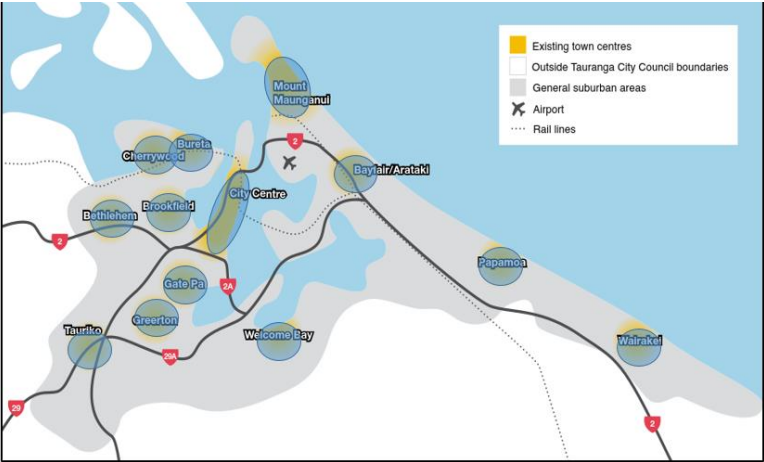 Existing town centres
Outside Tauranga City Council boundaries
General suburban areas
Airport
Rail lines
Mount
Maunganui
2
Bureta
Cherrywood
Bayfair/Arataki
City Centre
Brookfield
Bethlehem
2
Papamoa
Gate Pa
2A
Greerton
Tauriko
Welcome Bay
Wairakei
29A
29
2